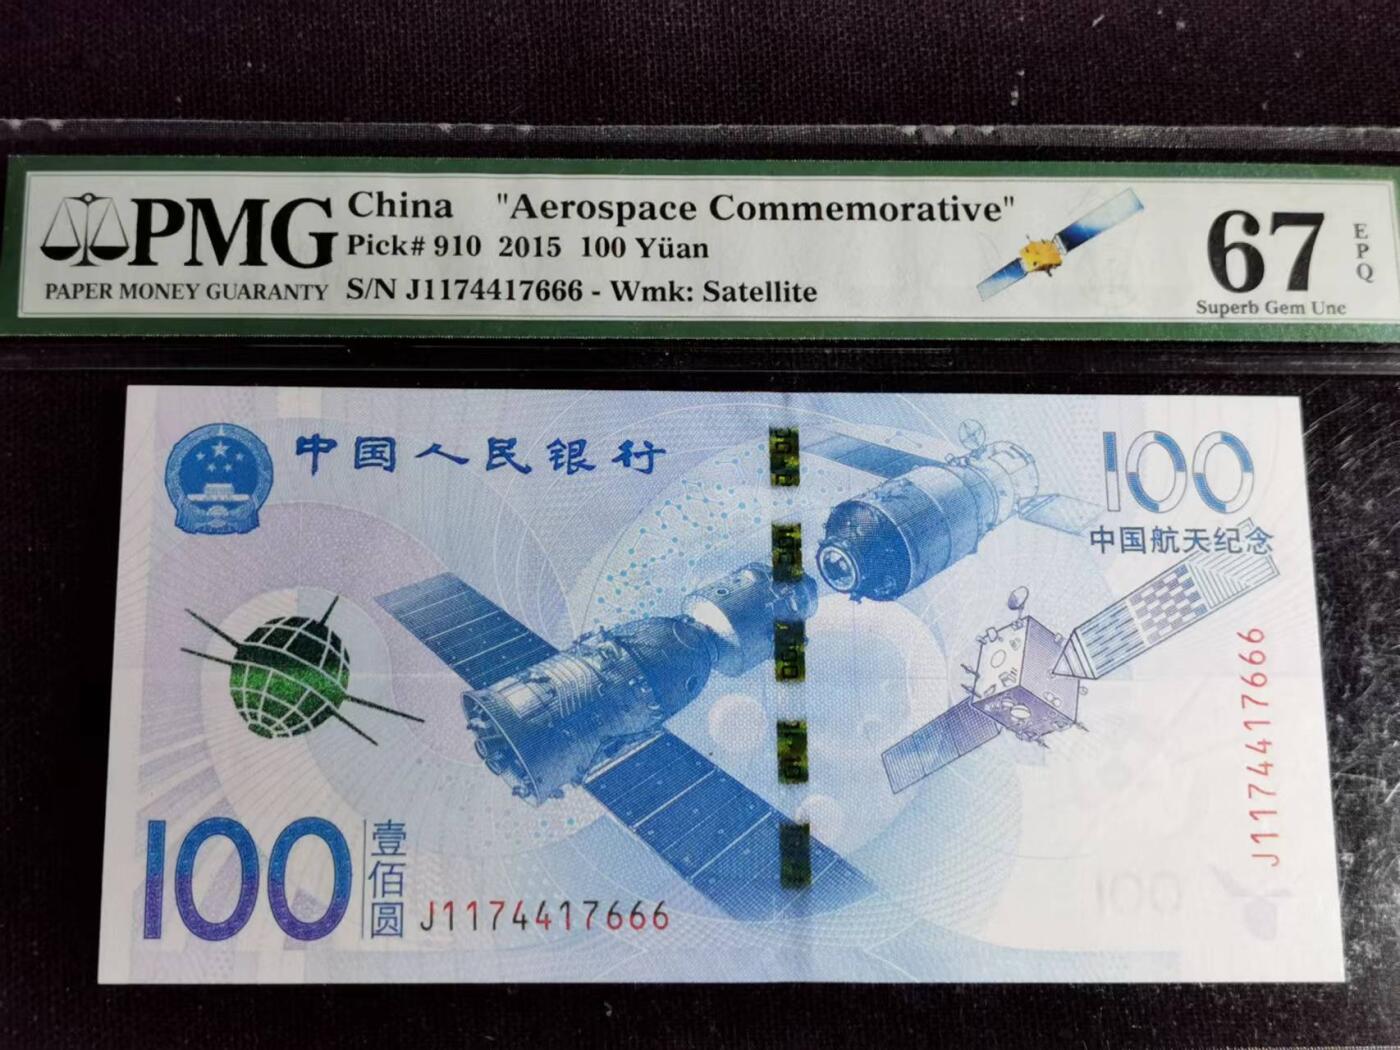 PMG
PAPER MONEY GUARANTY
China "Aerospace Commemorative"
Pick# 910 2015 100 Yüan
S/N J1174417666 - Wmk: Satellite
67
EPQ
Superb Gem Unc
中国人民银行
100
中国航天纪念
J1174417666
100
壹佰圆
J1174417666
100